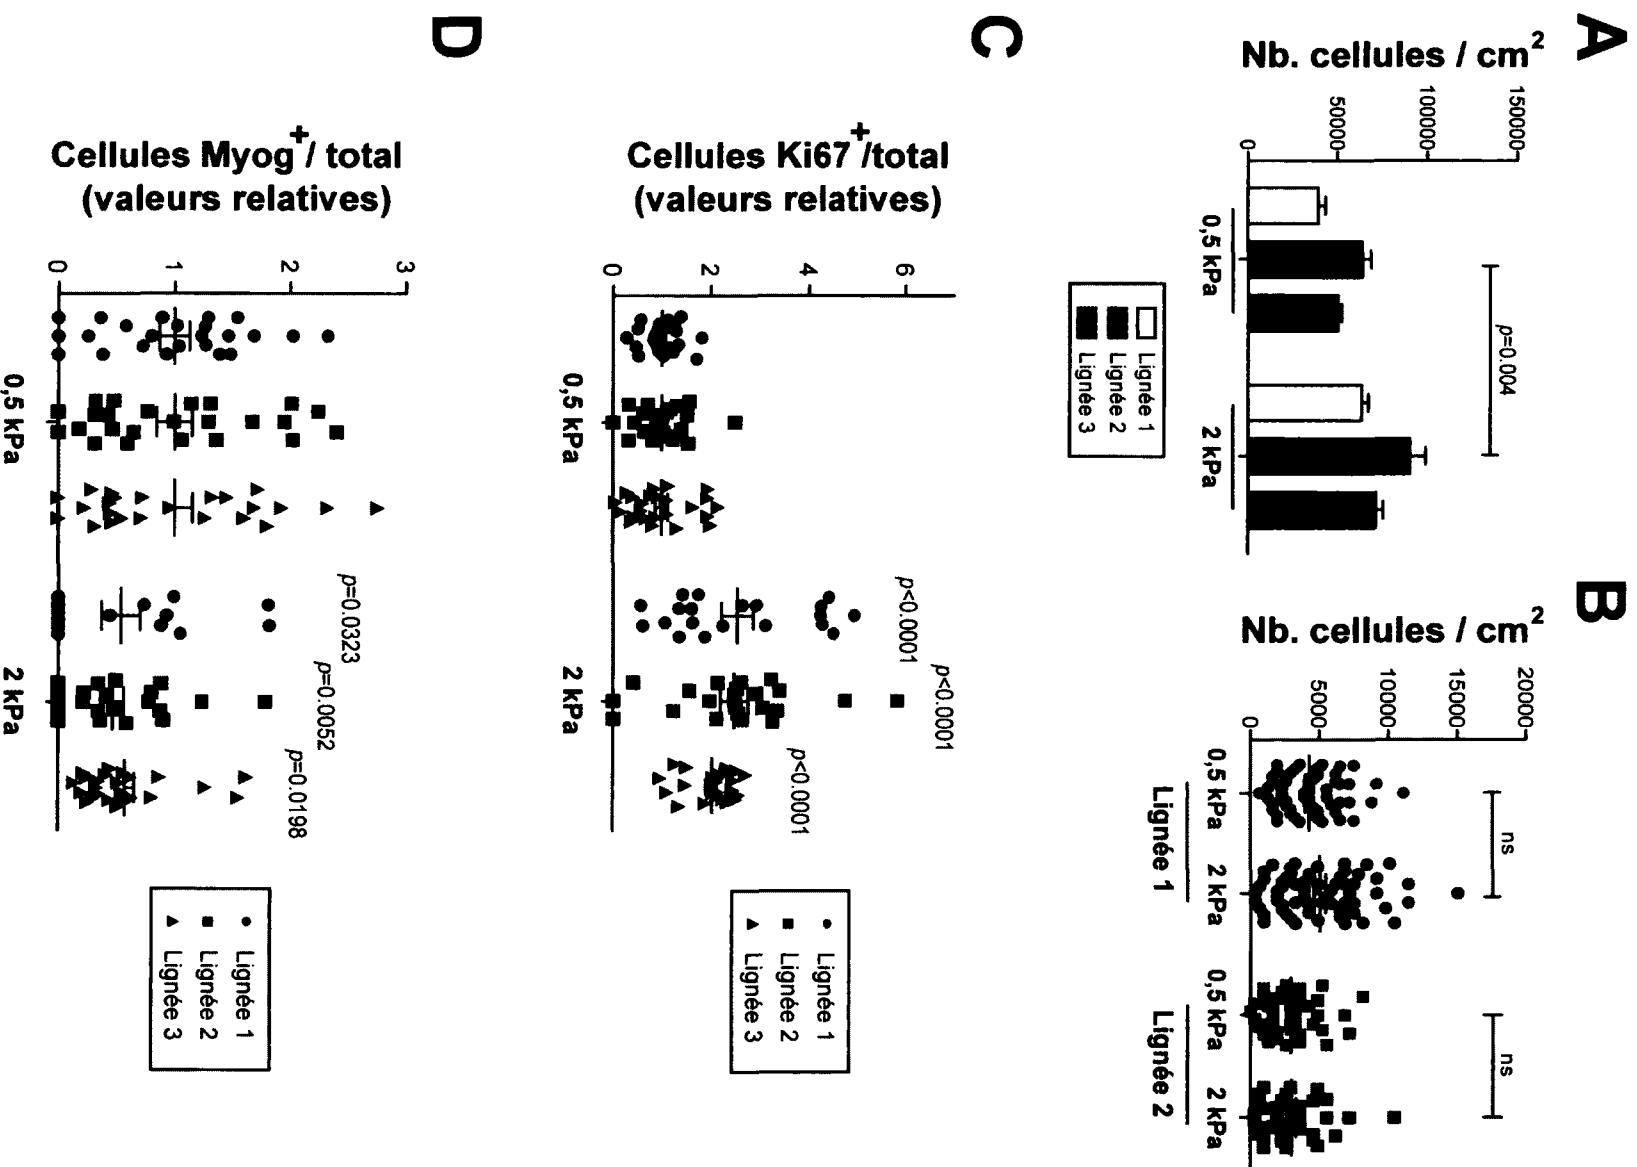 A
Nb. cellules / cm2
150000
100000
50000
0
p=0.004
0,5 kPa
2 kPa
Lignée 1
Lignée 2
Lignée 3
B
Nb. cellules / cm2
20000
15000
10000
5000
0
ns
ns
0,5 kPa
2 kPa
0,5 kPa
2 kPa
Lignée 1
Lignée 2
C
Cellules Ki67+/total
(valeurs relatives)
6
4
2
0
p<0.0001
p<0.0001
p<0.0001
0,5 kPa
2 kPa
Lignée 1
Lignée 2
Lignée 3
D
Cellules Myog+/ total
(valeurs relatives)
3
2
1
0
p=0.0323
p=0.0052
p=0.0198
0,5 kPa
2 kPa
Lignée 1
Lignée 2
Lignée 3